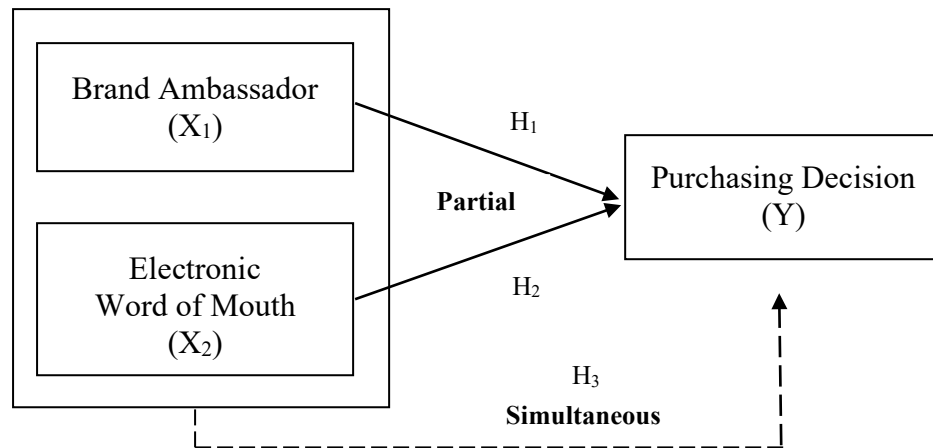 Brand Ambassador
(X₁)
H₁
Purchasing Decision
(Y)
Partial
Electronic
Word of Mouth
(X₂)
H₂
H₃
Simultaneous